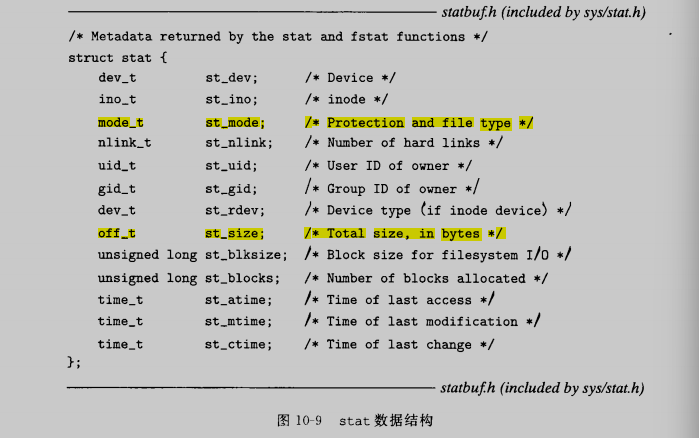 statbuf.h (included by sys/stat.h)
/* Metadata returned by the stat and fstat functions */
struct stat {
    dev_t         st_dev;     /* Device */
    ino_t         st_ino;     /* inode */
    mode_t        st_mode;    /* Protection and file type */
    nlink_t       st_nlink;   /* Number of hard links */
    uid_t         st_uid;     /* User ID of owner */
    gid_t         st_gid;     /* Group ID of owner */
    dev_t         st_rdev;    /* Device type (if inode device) */
    off_t         st_size;    /* Total size, in bytes */
    unsigned long st_blksize; /* Block size for filesystem I/O */
    unsigned long st_blocks;  /* Number of blocks allocated */
    time_t        st_atime;   /* Time of last access */
    time_t        st_mtime;   /* Time of last modification */
    time_t        st_ctime;   /* Time of last change */
};
statbuf.h (included by sys/stat.h)
图 10-9 stat 数据结构